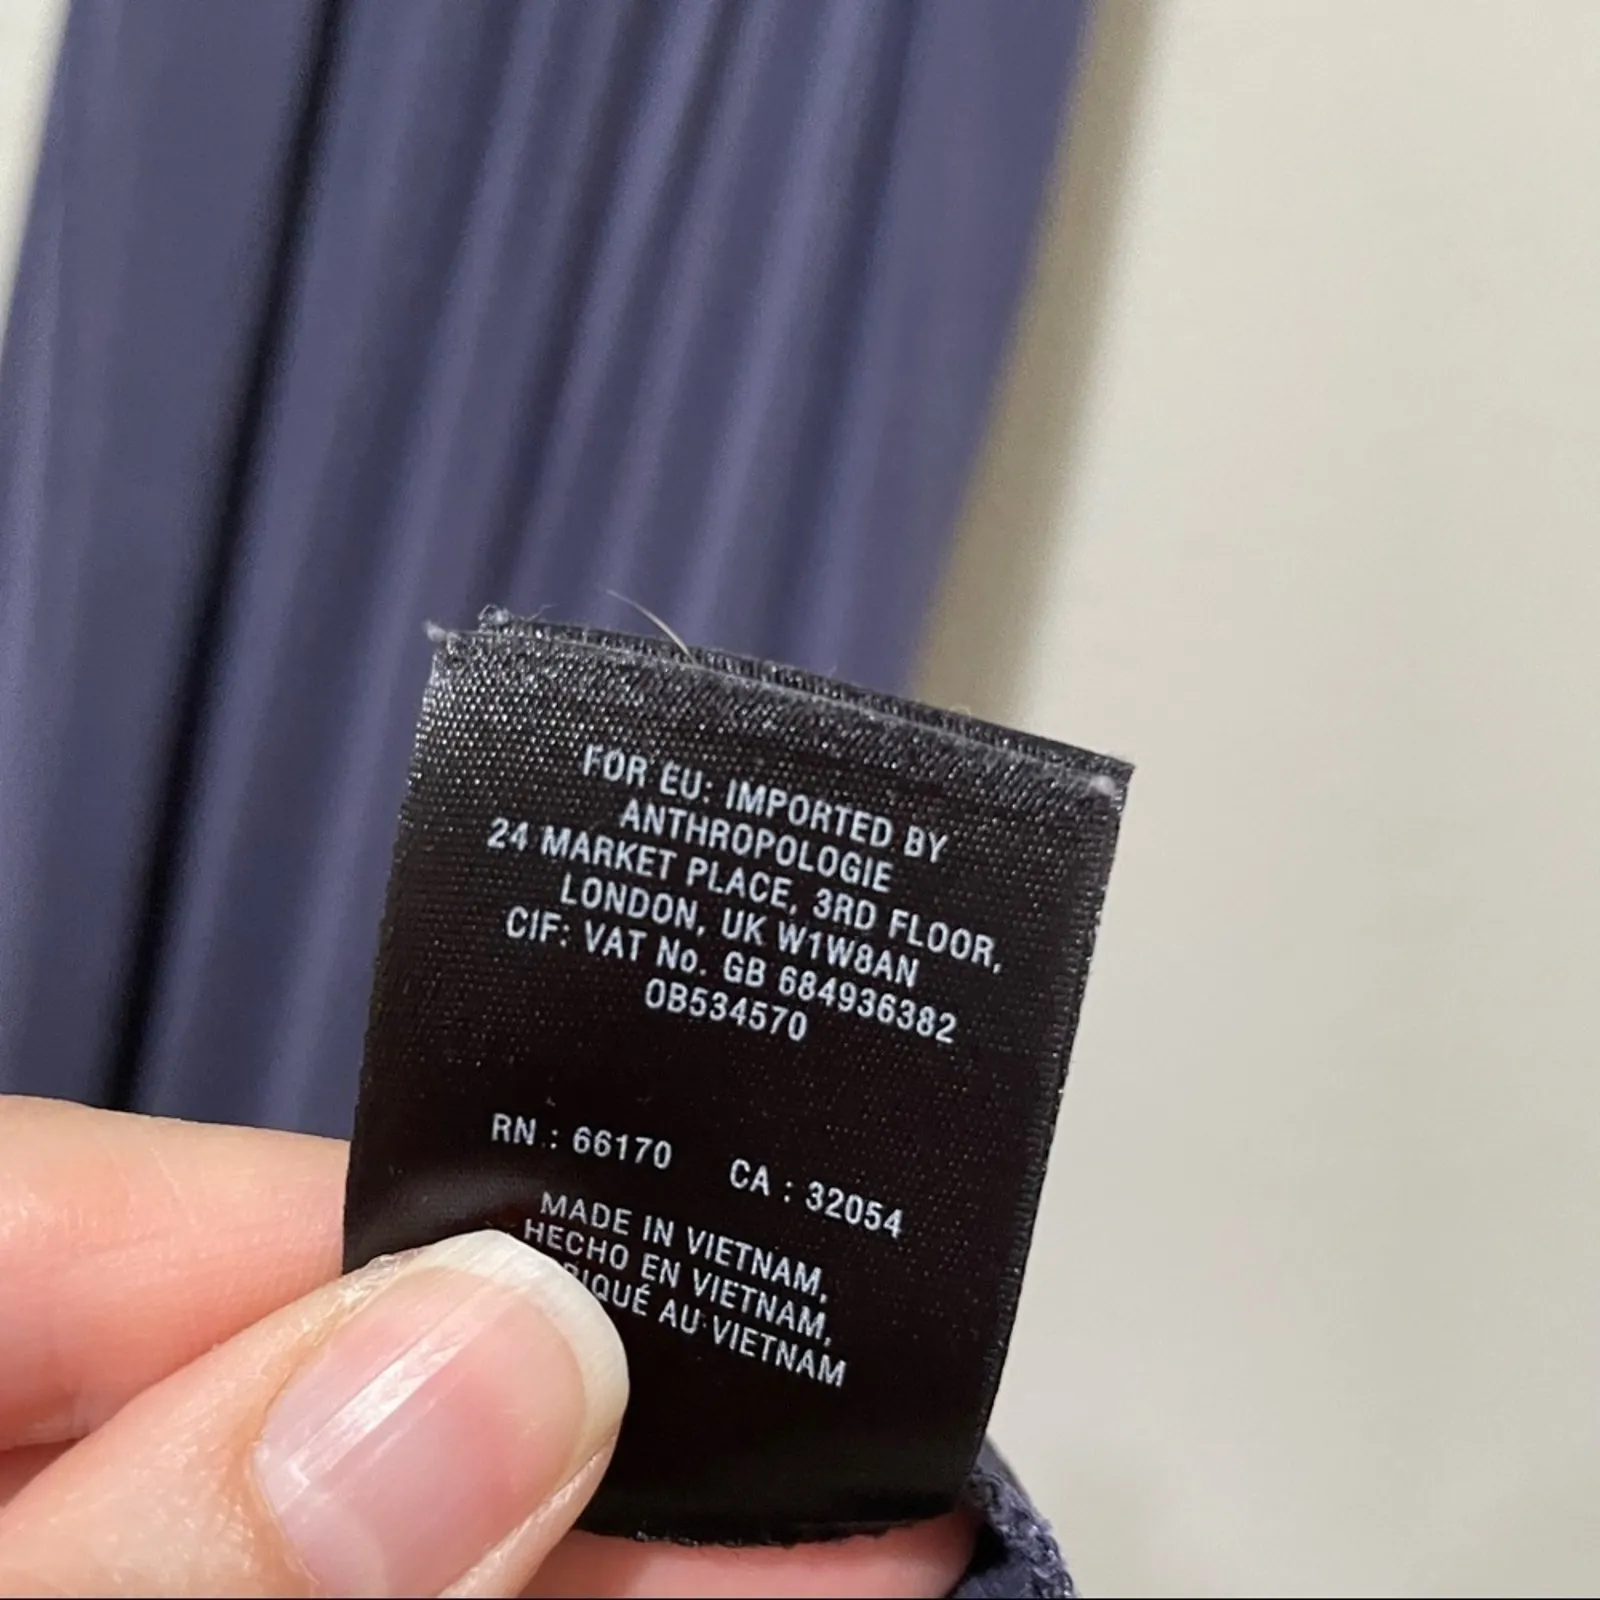 FOR EU: IMPORTED BY
ANTHROPOLOGIE
24 MARKET PLACE, 3RD FLOOR,
LONDON, UK W1W8AN
CIF: VAT No. GB 684936382
0B534570
RN : 66170 CA : 32054
MADE IN VIETNAM,
HECHO EN VIETNAM,
AU VIETNAM